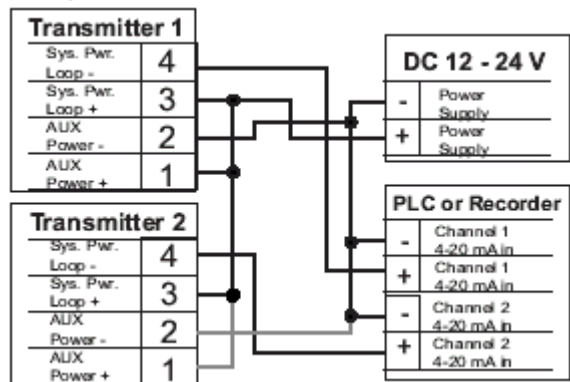 Transmitter 1
Sys. Pwr.
Loop -
4
Sys. Pwr.
Loop +
3
AUX
Power -
2
AUX
Power +
1
DC 12 - 24 V
-
Power
Supply
+
Power
Supply
Transmitter 2
Sys. Pwr.
Loop -
4
Sys. Pwr.
Loop +
3
AUX
Power -
2
AUX
Power +
1
PLC or Recorder
-
Channel 1
4-20 mA in
+
Channel 1
4-20 mA in
-
Channel 2
4-20 mA in
+
Channel 2
4-20 mA in